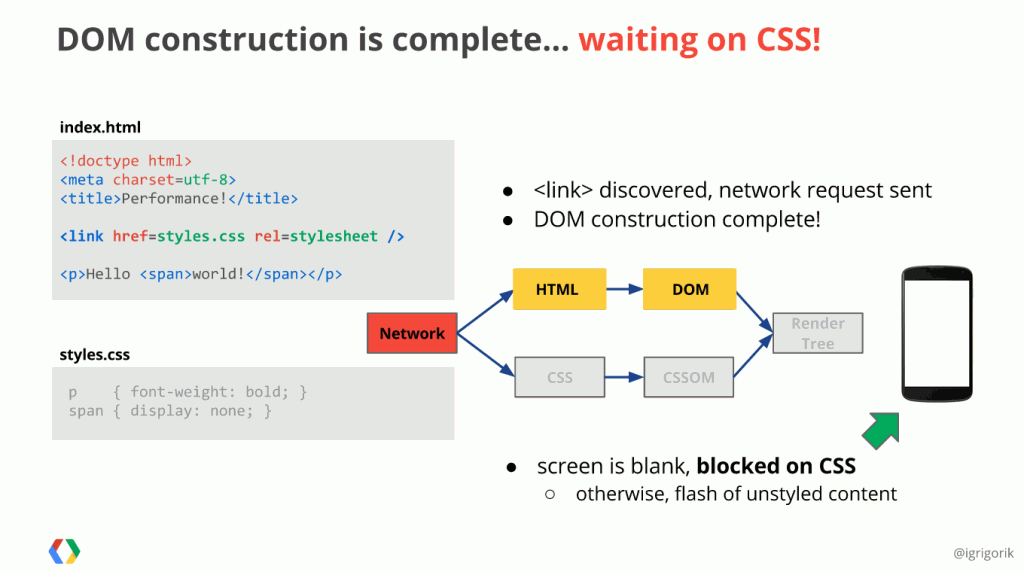 DOM construction is complete... waiting on CSS!
index.html
<!doctype html>
<meta charset=utf-8>
<title>Performance!</title>
<link href=styles.css rel=stylesheet />
<p>Hello <span>world!</span></p>
styles.css
p    { font-weight: bold; }
span { display: none; }
● <link> discovered, network request sent
● DOM construction complete!
Network
HTML
DOM
CSS
CSSOM
Render
Tree
● screen is blank, blocked on CSS
○ otherwise, flash of unstyled content
@igrigorik